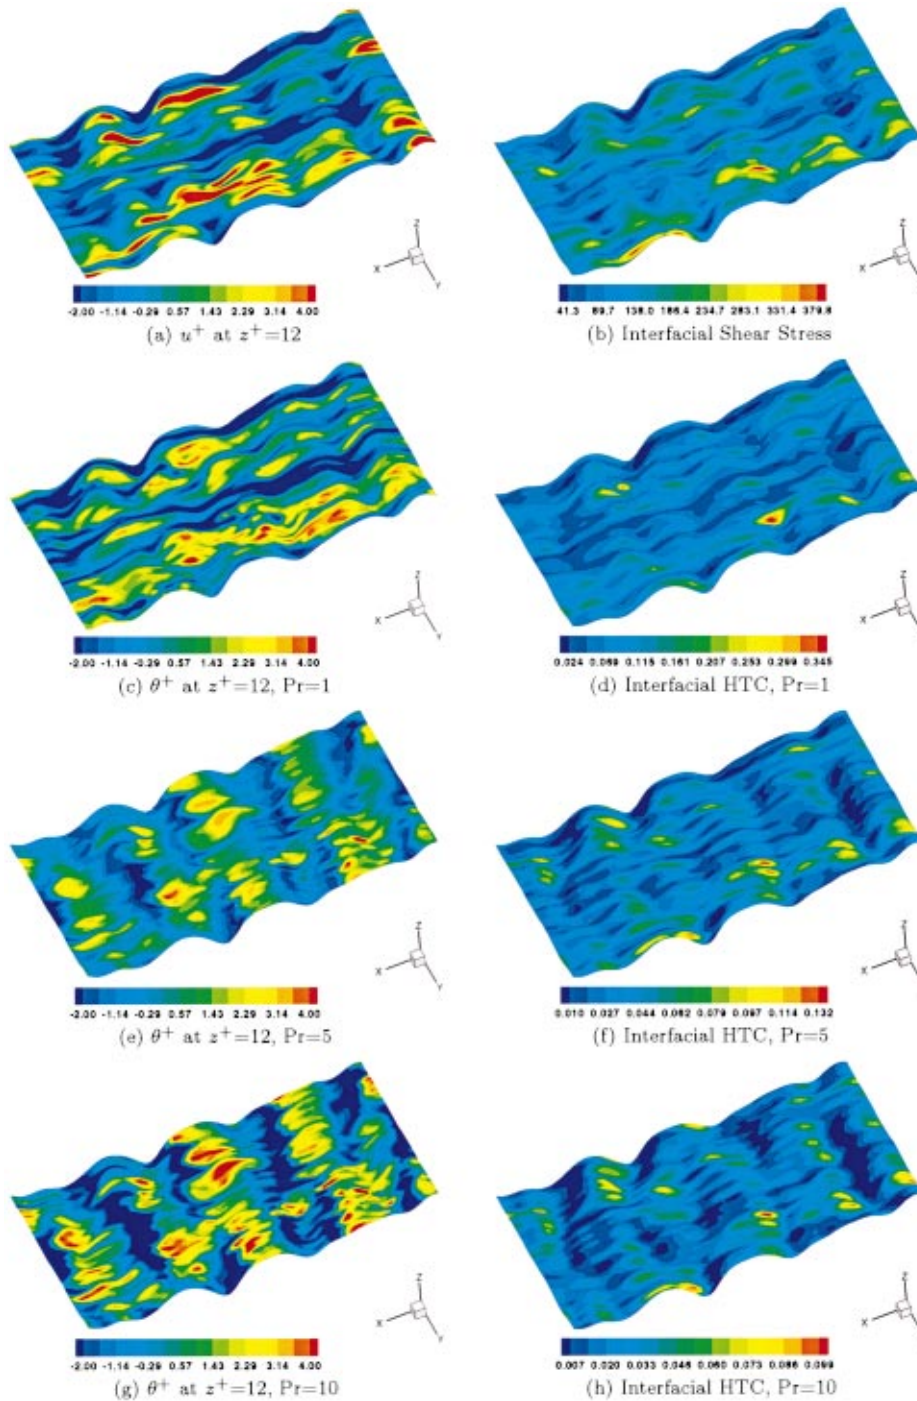 Z
X
Y
-2.00 -1.14 -0.29 0.57 1.43 2.29 3.14 4.00
(a) u⁺ at z⁺=12
Z
X
41.3 89.7 138.0 186.4 234.7 283.1 331.4 379.8
(b) Interfacial Shear Stress
Z
X
Y
-2.00 -1.14 -0.29 0.57 1.43 2.29 3.14 4.00
(c) θ⁺ at z⁺=12, Pr=1
Z
X
0.024 0.069 0.115 0.161 0.207 0.253 0.299 0.345
(d) Interfacial HTC, Pr=1
Z
X
Y
-2.00 -1.14 -0.29 0.57 1.43 2.29 3.14 4.00
(e) θ⁺ at z⁺=12, Pr=5
Z
X
0.010 0.027 0.044 0.062 0.079 0.097 0.114 0.132
(f) Interfacial HTC, Pr=5
Z
X
Y
-2.00 -1.14 -0.29 0.57 1.43 2.29 3.14 4.00
(g) θ⁺ at z⁺=12, Pr=10
Z
X
0.007 0.020 0.033 0.046 0.060 0.073 0.086 0.099
(h) Interfacial HTC, Pr=10